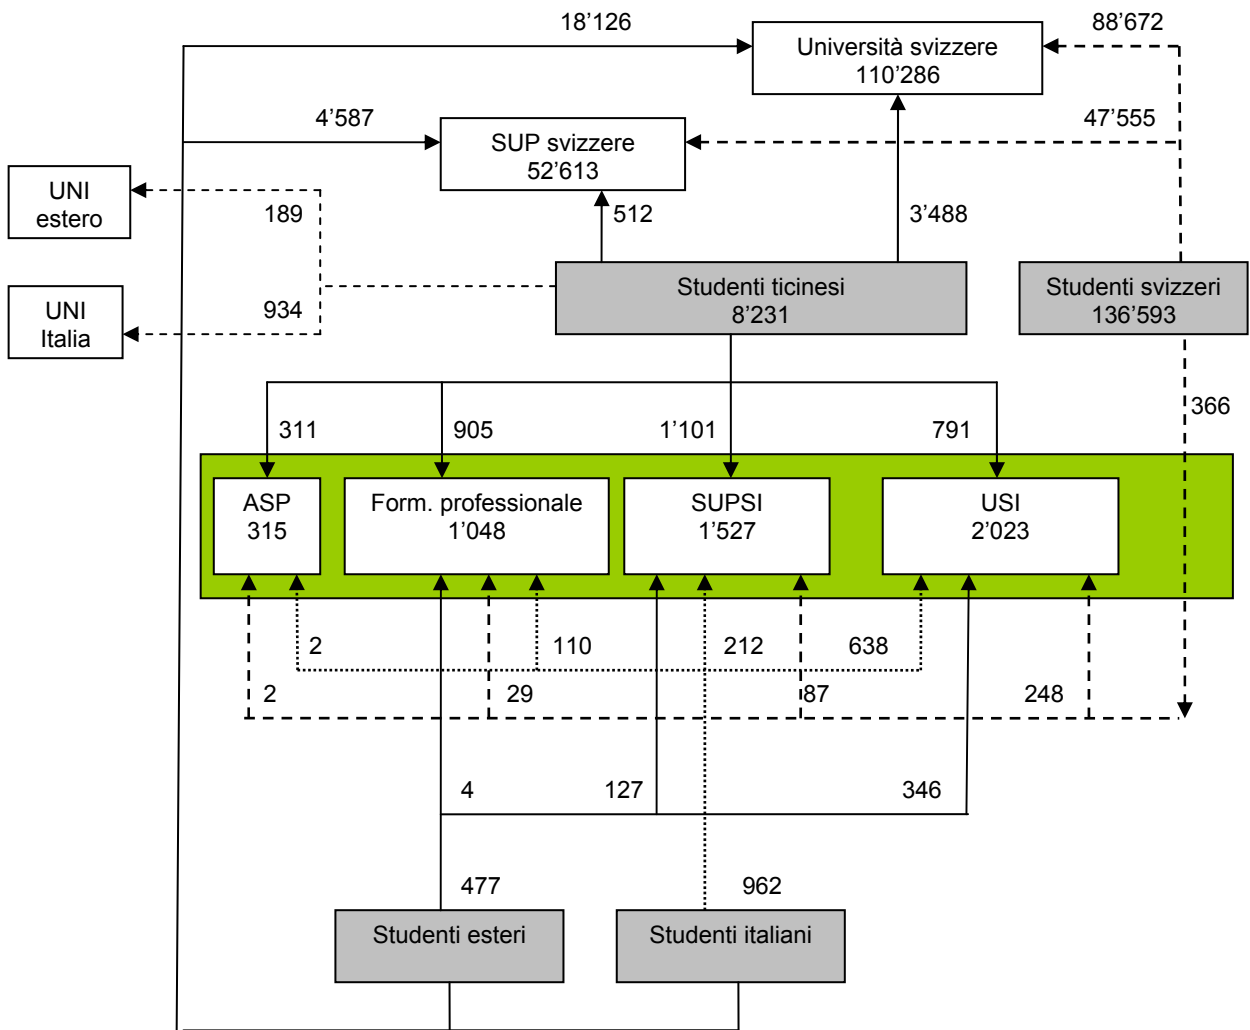 18’126
88’672
Università svizzere
110’286
4’587
47’555
SUP svizzere
52’613
UNI
estero
189
512
3’488
Studenti ticinesi
8’231
Studenti svizzeri
136’593
UNI
Italia
934
366
311
905
1’101
791
ASP
315
Form. professionale
1’048
SUPSI
1’527
USI
2’023
2
110
212
638
2
29
87
248
4
127
346
477
962
Studenti esteri
Studenti italiani